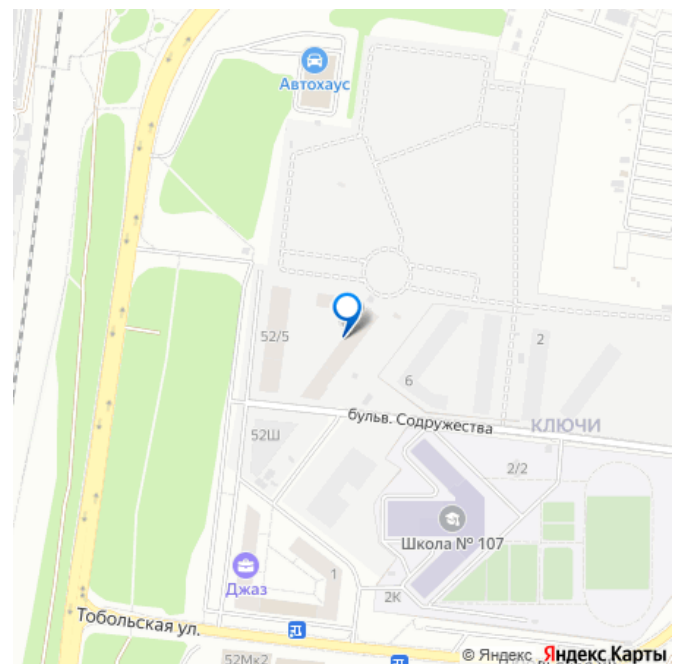 Автохаус
52/5
2
6
бульв. Содружества
КЛЮЧИ
52Ш
2/2
Школа № 107
Джаз
1
2К
Тобольская ул.
52Мк2
© Яндекс Яндекс Карты